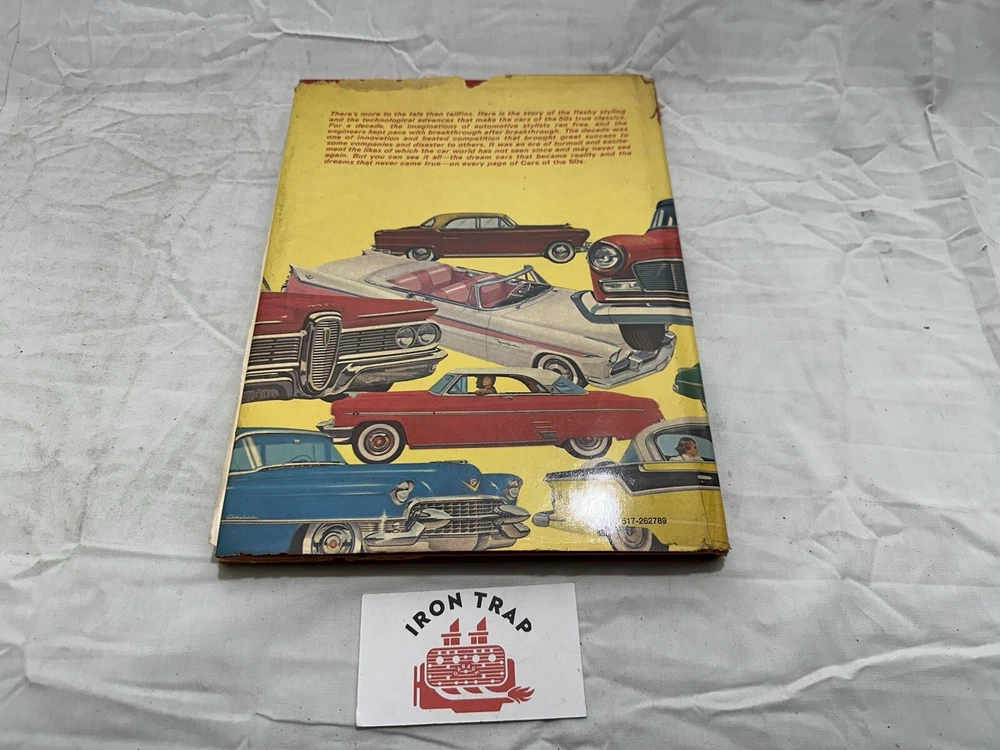 There's more to the tale than tailfins. Here is the story of the flashy styling
and the technological advances that make the cars of the 50s true classics.
For a decade, the imaginations of automotive stylists ran free and the
engineers kept pace with breakthrough after breakthrough. The decade was
one of innovation and heated competition that brought great success to
some companies and disaster to others. It was an era of turmoil and excite-
ment the likes of which the car world has not seen since and may never see
again. But you can see it all—the dream cars that became reality and the
dreams that never came true—on every page of Cars of the 50s.
517-262789
IRON TRAP